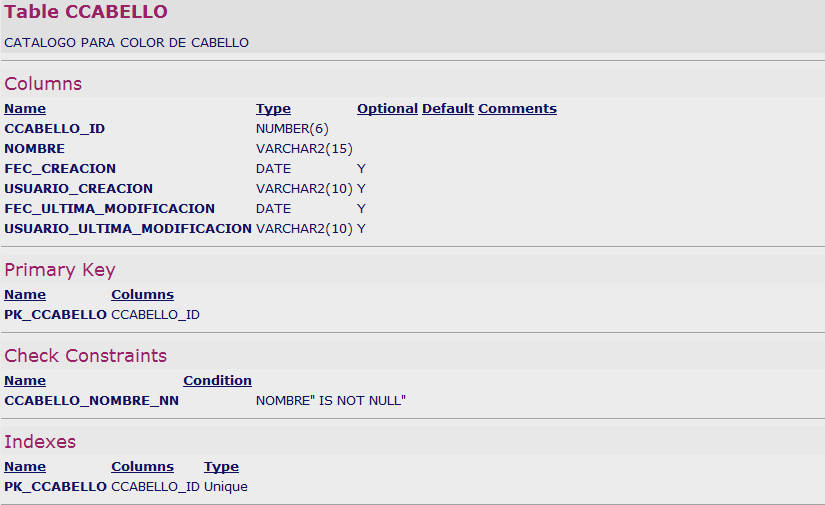 Table CCABELLO
CATALOGO PARA COLOR DE CABELLO
Columns
Name Type Optional Default Comments
CCABELLO_ID NUMBER(6)
NOMBRE VARCHAR2(15)
FEC_CREACION DATE Y
USUARIO_CREACION VARCHAR2(10) Y
FEC_ULTIMA_MODIFICACION DATE Y
USUARIO_ULTIMA_MODIFICACION VARCHAR2(10) Y
Primary Key
Name Columns
PK_CCABELLO CCABELLO_ID
Check Constraints
Name Condition
CCABELLO_NOMBRE_NN NOMBRE" IS NOT NULL"
Indexes
Name Columns Type
PK_CCABELLO CCABELLO_ID Unique